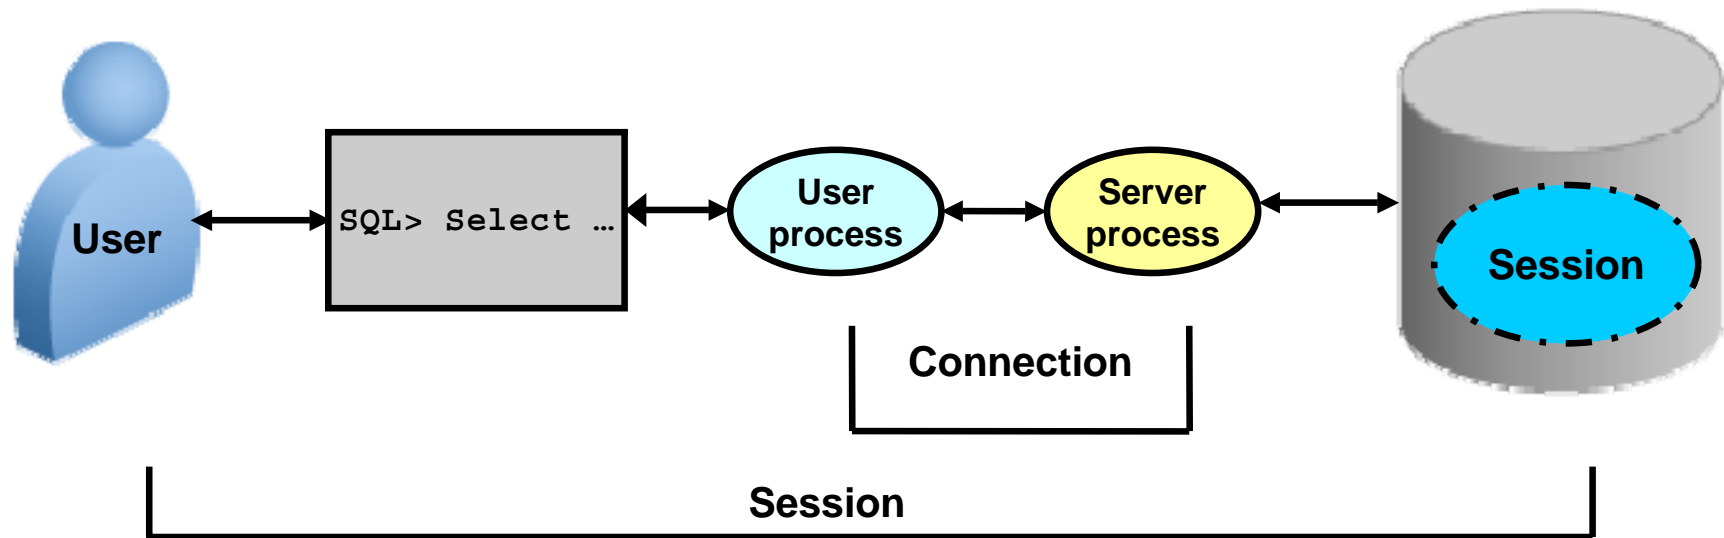 User
SQL> Select …
User
process
Server
process
Session
Connection
Session